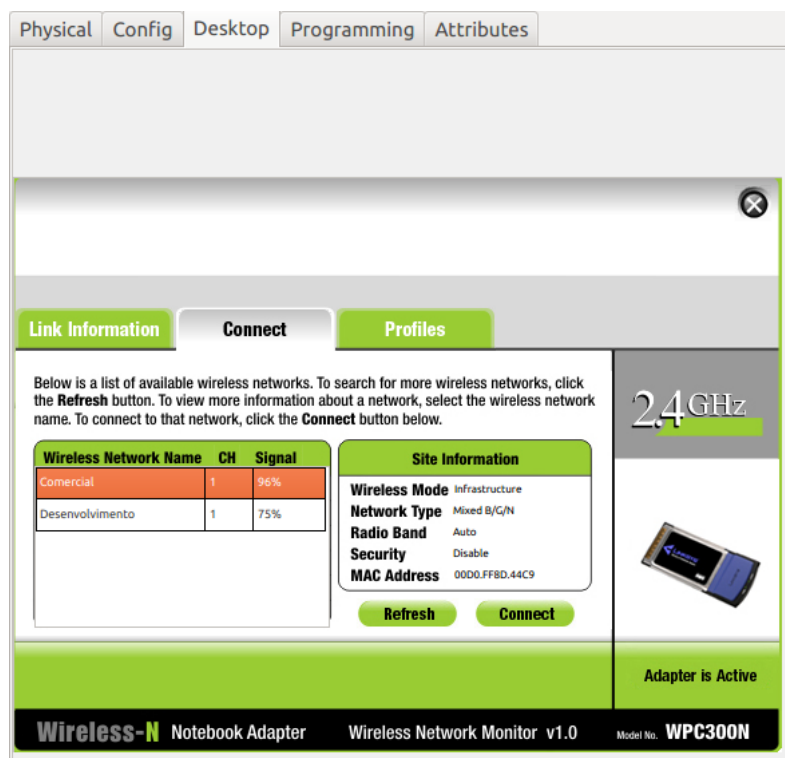 Physical Config Desktop Programming Attributes
Link Information Connect Profiles
Below is a list of available wireless networks. To search for more wireless networks, click
the Refresh button. To view more information about a network, select the wireless network
name. To connect to that network, click the Connect button below.
2.4GHz
Wireless Network Name CH Signal
Comercial 1 96%
Desenvolvimento 1 75%
Site Information
Wireless Mode Infrastructure
Network Type Mixed B/G/N
Radio Band Auto
Security Disable
MAC Address 00D0.FF8D.44C9
Refresh Connect
Adapter is Active
Wireless-N Notebook Adapter Wireless Network Monitor v1.0 Model No. WPC300N